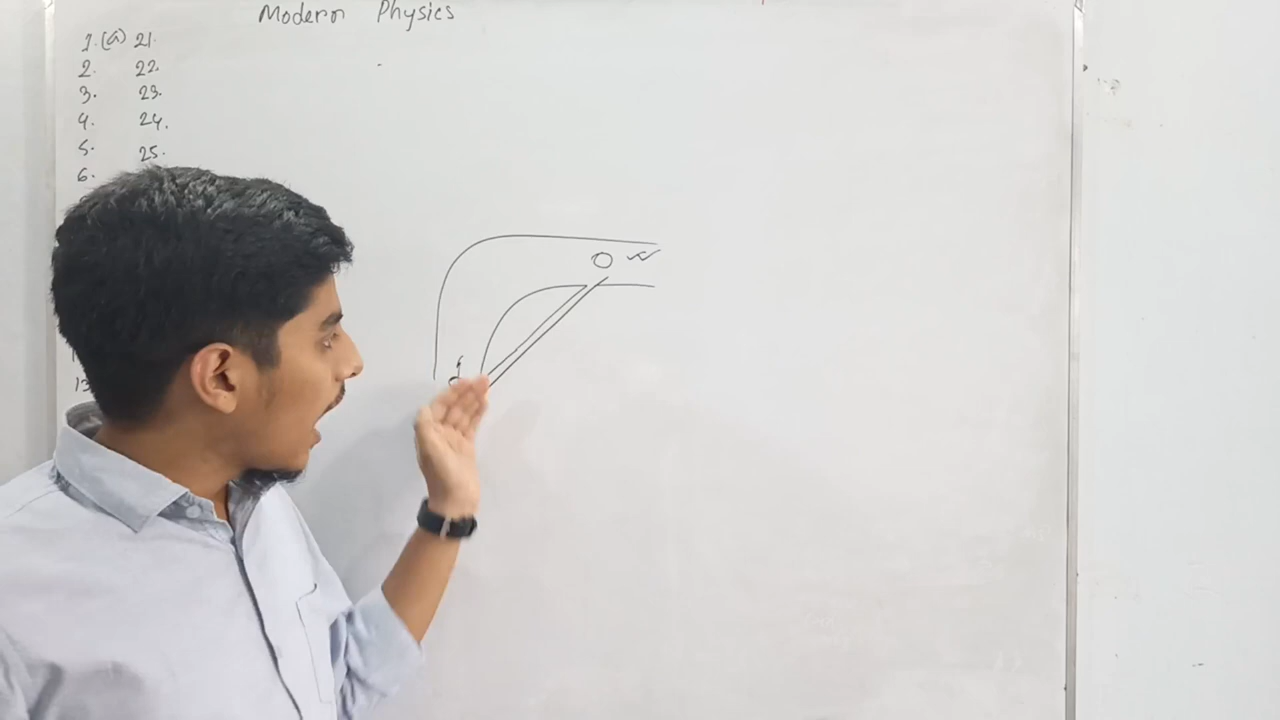 Modern Physics
1. (a) 21.
2. 22.
3. 23.
4. 24.
5. 25.
6.